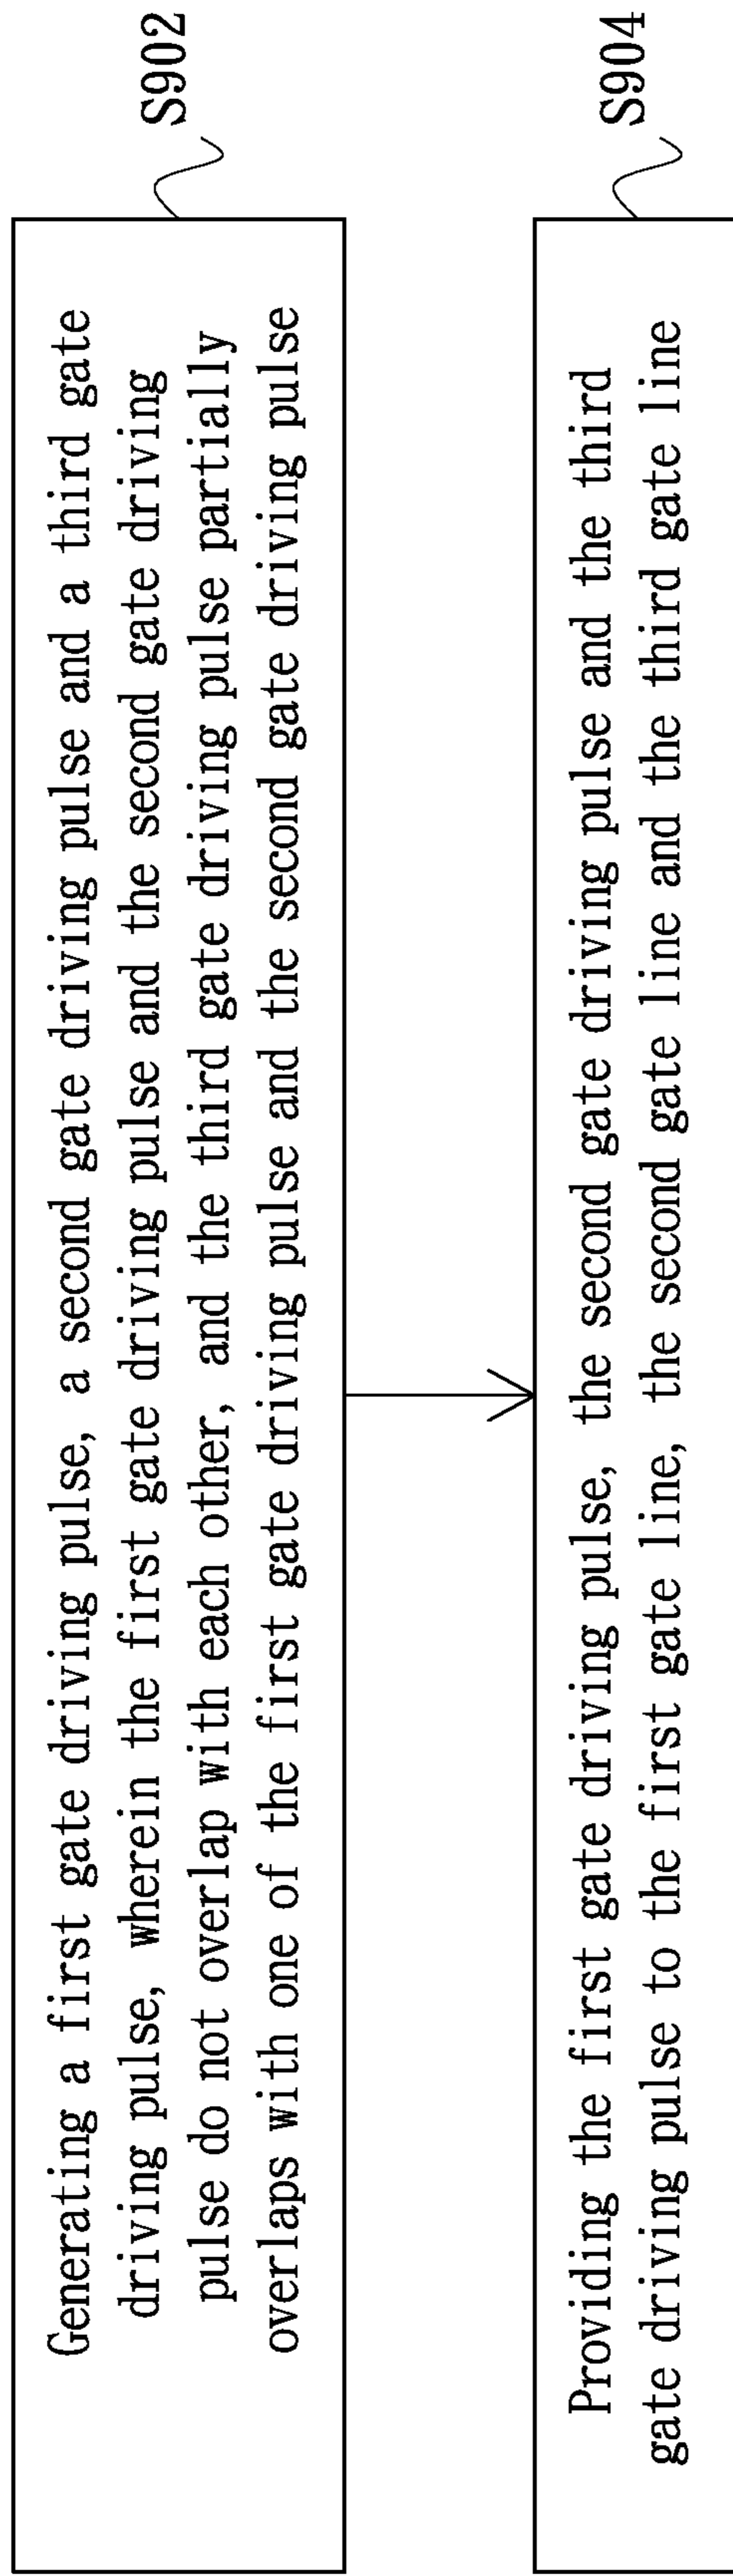 Generating a first gate driving pulse, a second gate driving pulse and a third gate
driving pulse, wherein the first gate driving pulse and the second gate driving
pulse do not overlap with each other, and the third gate driving pulse partially
overlaps with one of the first gate driving pulse and the second gate driving pulse
S902
Providing the first gate driving pulse, the second gate driving pulse and the third
gate driving pulse to the first gate line, the second gate line and the third gate line
S904